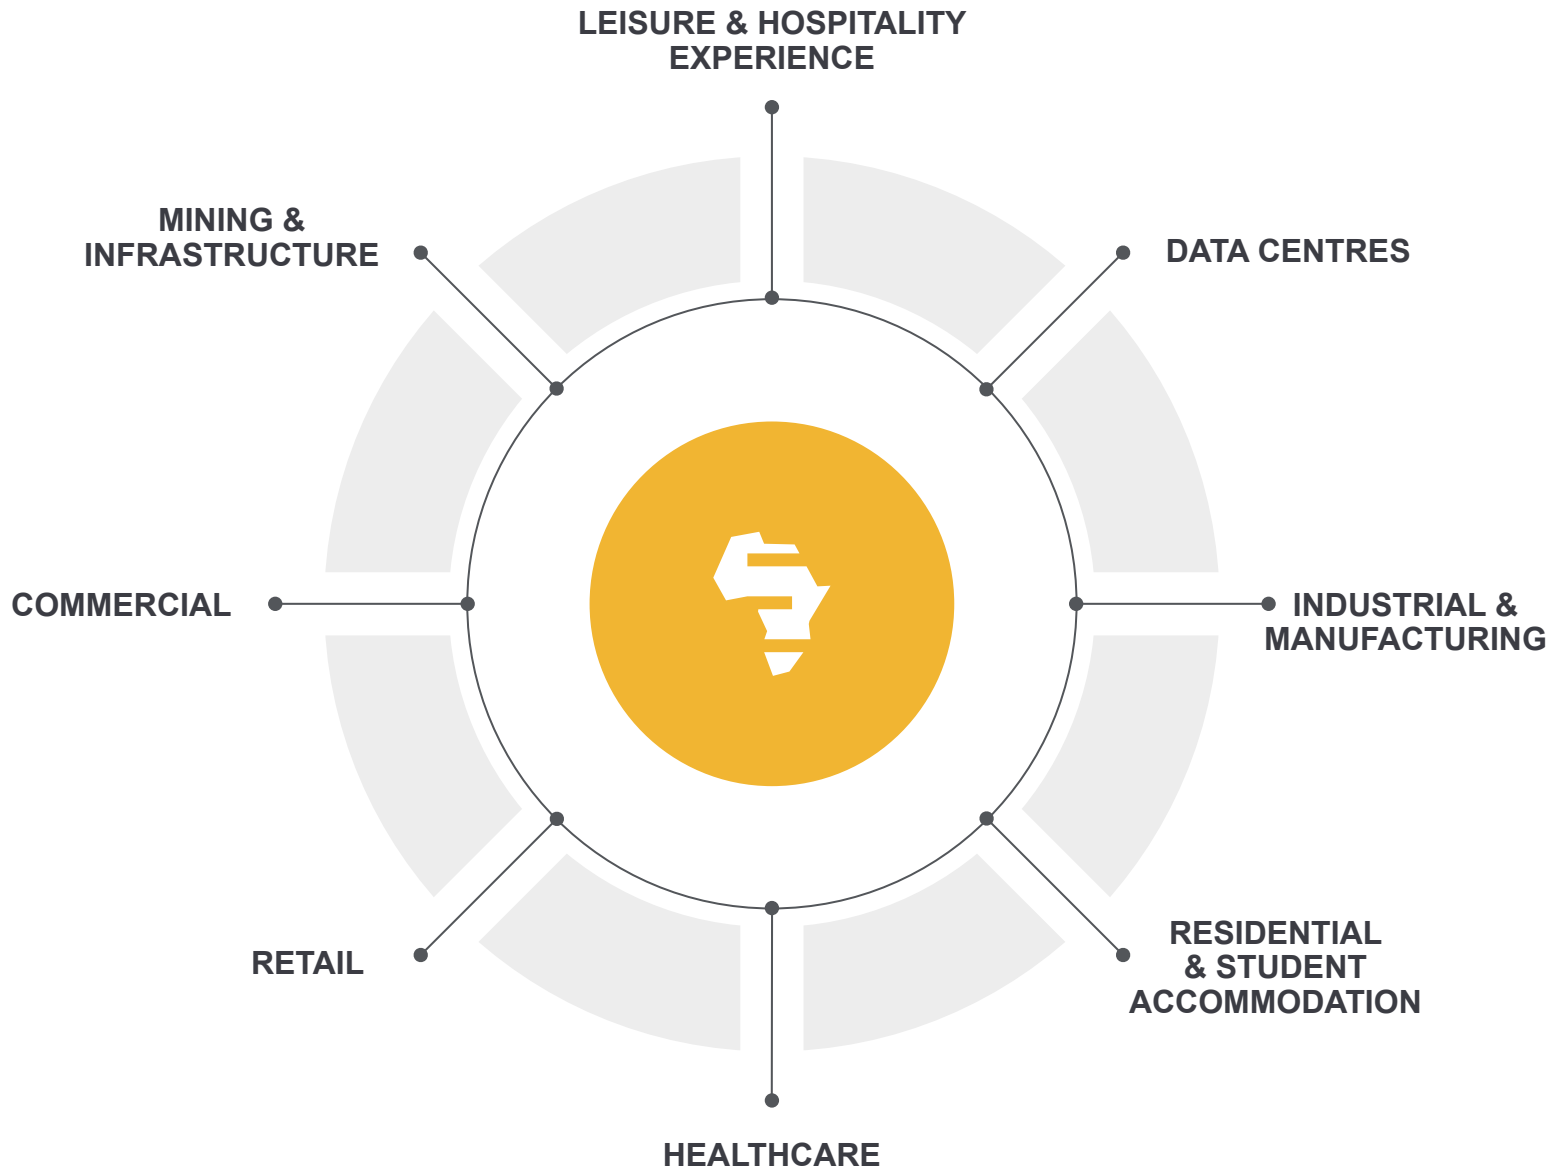 LEISURE & HOSPITALITY
EXPERIENCE
DATA CENTRES
INDUSTRIAL &
MANUFACTURING
RESIDENTIAL
& STUDENT
ACCOMMODATION
HEALTHCARE
RETAIL
COMMERCIAL
MINING &
INFRASTRUCTURE